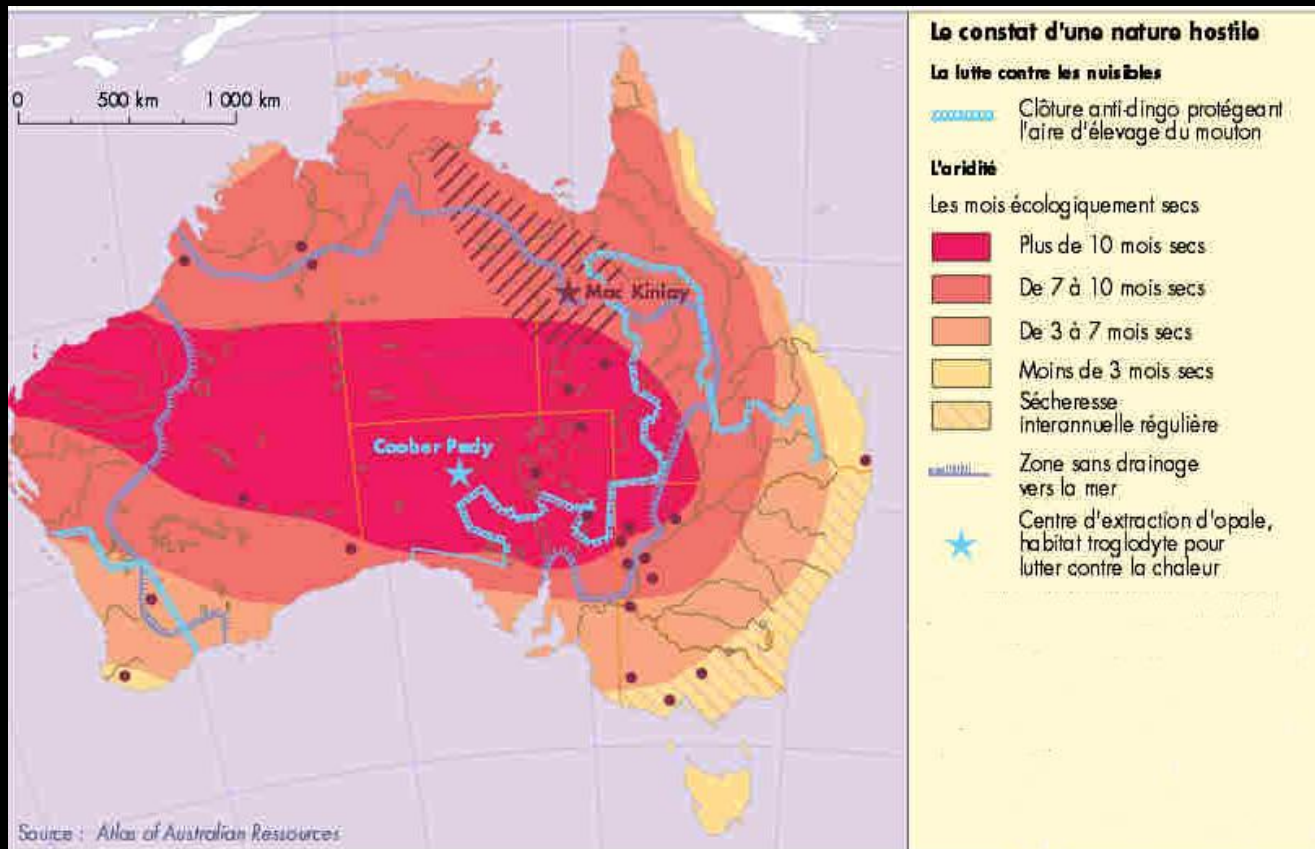 Le constat d'une nature hostile
La lutte contre les nuisibles
Clôture anti-dingo protégeant
l'aire d'élevage du mouton
L'aridité
Les mois écologiquement secs
Plus de 10 mois secs
De 7 à 10 mois secs
De 3 à 7 mois secs
Moins de 3 mois secs
Sécheresse
interannuelle régulière
Zone sans drainage
vers la mer
Centre d'extraction d'opale,
habitat troglodyte pour
lutter contre la chaleur
0 500 km 1 000 km
Mac Kinlay
Coober Pedy
Source : Atlas of Australian Ressources